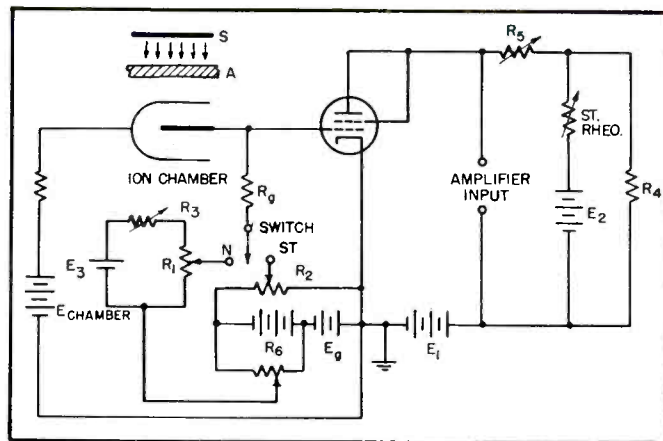 S
A
R5
ST.
RHEO.
R4
E2
AMPLIFIER
INPUT
ION CHAMBER
Rg
SWITCH
ST
N
R3
E3
R1
R2
ECHAMBER
R6
Eg
E1